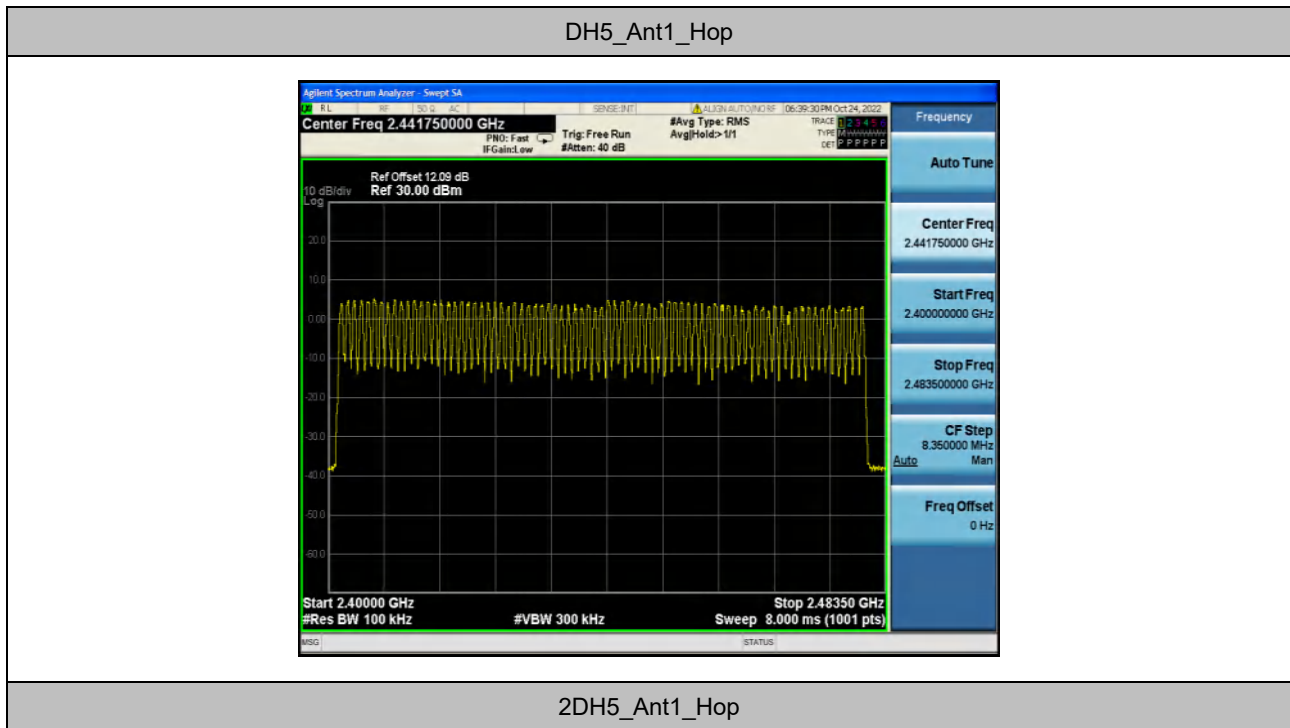 DH5_Ant1_Hop
Agilent Spectrum Analyzer - Swept SA
RL RF 50 Ω AC SENSE:INT ALIGN AUTO/NO RF 06:39:30 PM Oct 24, 2022
Center Freq 2.441750000 GHz
PNO: Fast
IFGain:Low
Trig: Free Run
#Atten: 40 dB
#Avg Type: RMS
Avg|Hold:>1/1
TRACE 1 2 3 4 5 6
TYPE
DET P P P P P P
Ref Offset 12.09 dB
10 dB/div Ref 30.00 dBm
Log
20.0
10.0
0.00
-10.0
-20.0
-30.0
-40.0
-50.0
-60.0
Start 2.40000 GHz Stop 2.48350 GHz
#Res BW 100 kHz #VBW 300 kHz Sweep 8.000 ms (1001 pts)
MSG STATUS
Frequency
Auto Tune
Center Freq
2.441750000 GHz
Start Freq
2.400000000 GHz
Stop Freq
2.483500000 GHz
CF Step
8.350000 MHz
Auto Man
Freq Offset
0 Hz
2DH5_Ant1_Hop